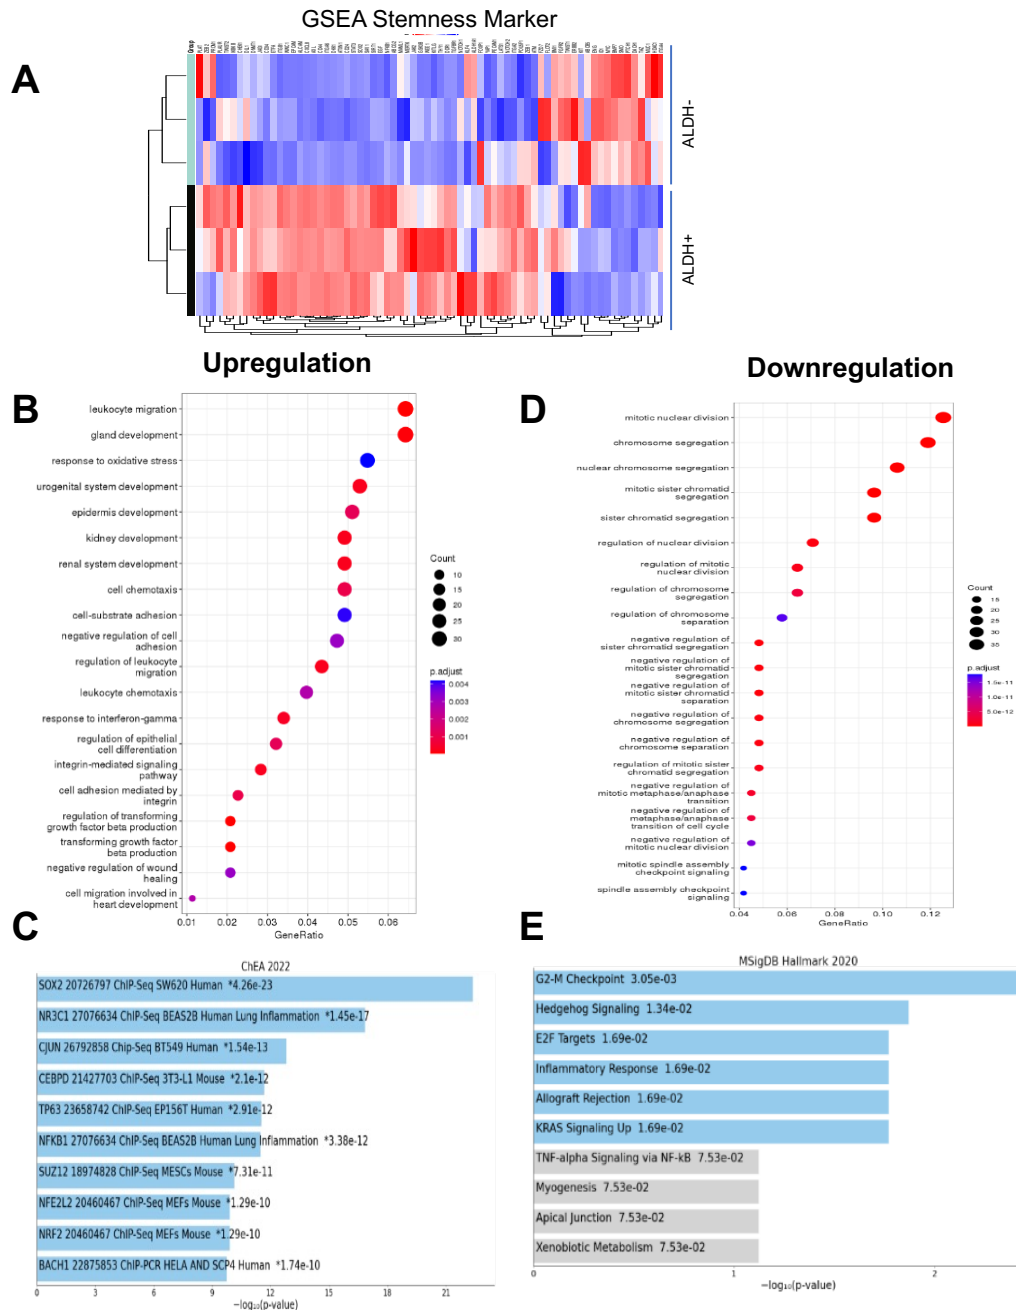 GSEA Stemness Marker
A
Group
ALDH-
ALDH+
Upregulation
Downregulation
B
leukocyte migration
gland development
response to oxidative stress
urogenital system development
epidermis development
kidney development
renal system development
cell chemotaxis
cell-substrate adhesion
negative regulation of cell
adhesion
regulation of leukocyte
migration
leukocyte chemotaxis
response to interferon-gamma
regulation of epithelial
cell differentiation
integrin-mediated signaling
pathway
cell adhesion mediated by
integrin
regulation of transforming
growth factor beta production
transforming growth factor
beta production
negative regulation of wound
healing
cell migration involved in
heart development
0.01 0.02 0.03 0.04 0.05 0.06
GeneRatio
Count
10
15
20
25
30
p.adjust
0.004
0.003
0.002
0.001
D
mitotic nuclear division
chromosome segregation
nuclear chromosome segregation
mitotic sister chromatid
segregation
sister chromatid segregation
regulation of nuclear division
regulation of mitotic
nuclear division
regulation of chromosome
segregation
regulation of chromosome
separation
negative regulation of
sister chromatid segregation
negative regulation of
mitotic sister chromatid
segregation
negative regulation of
mitotic sister chromatid
separation
negative regulation of
chromosome segregation
negative regulation of
chromosome separation
regulation of mitotic sister
chromatid segregation
negative regulation of
mitotic metaphase/anaphase
transition
negative regulation of
metaphase/anaphase
transition of cell cycle
negative regulation of
mitotic nuclear division
mitotic spindle assembly
checkpoint signaling
spindle assembly checkpoint
signaling
0.04 0.06 0.08 0.10 0.12
GeneRatio
Count
15
20
25
30
35
p.adjust
1.5e-11
1.0e-11
5.0e-12
C
ChEA 2022
SOX2 20726797 ChIP-Seq SW620 Human *4.26e-23
NR3C1 27076634 ChIP-Seq BEAS2B Human Lung Inflammation *1.45e-17
CJUN 26792858 Chip-Seq BT549 Human *1.54e-13
CEBPD 21427703 ChIP-Seq 3T3-L1 Mouse *2.1e-12
TP63 23658742 ChIP-Seq EP156T Human *2.91e-12
NFKB1 27076634 ChIP-Seq BEAS2B Human Lung Inflammation *3.38e-12
SUZ12 18974828 ChIP-Seq MESCs Mouse *7.31e-11
NFE2L2 20460467 ChIP-Seq MEFs Mouse *1.29e-10
NRF2 20460467 ChIP-Seq MEFs Mouse *1.29e-10
BACH1 22875853 ChIP-PCR HELA AND SCP4 Human *1.74e-10
0 3 6 9 12 15 18 21
−log₁₀(p-value)
E
MSigDB Hallmark 2020
G2-M Checkpoint 3.05e-03
Hedgehog Signaling 1.34e-02
E2F Targets 1.69e-02
Inflammatory Response 1.69e-02
Allograft Rejection 1.69e-02
KRAS Signaling Up 1.69e-02
TNF-alpha Signaling via NF-kB 7.53e-02
Myogenesis 7.53e-02
Apical Junction 7.53e-02
Xenobiotic Metabolism 7.53e-02
0 1 2
−log₁₀(p-value)